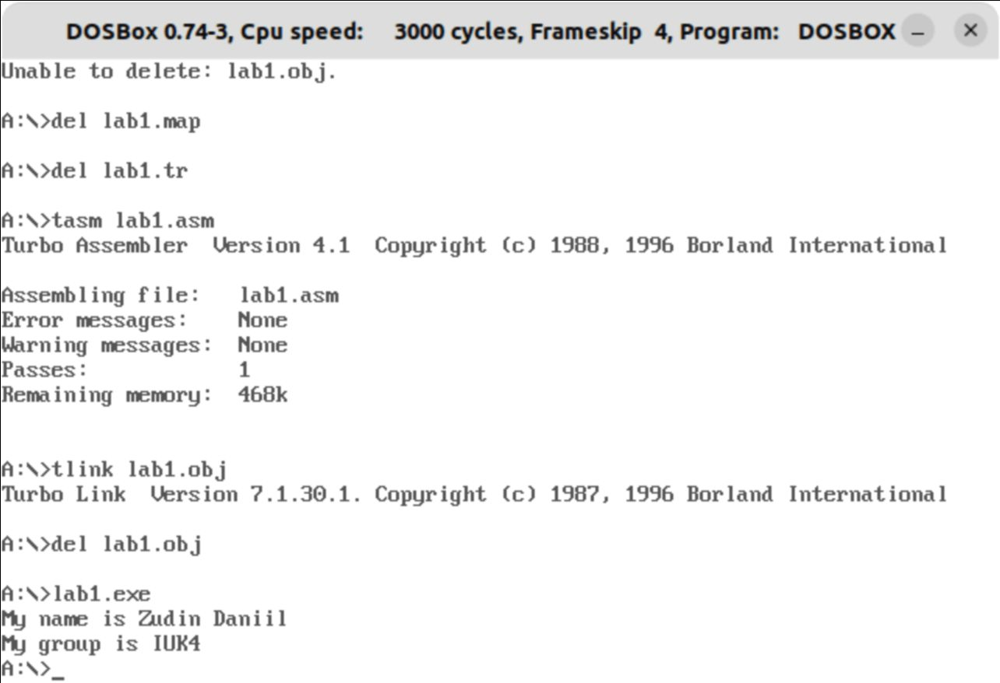 DOSBox 0.74-3, Cpu speed: 3000 cycles, Frameskip 4, Program: DOSBOX
Unable to delete: lab1.obj.
A:\>del lab1.map
A:\>del lab1.tr
A:\>tasm lab1.asm
Turbo Assembler Version 4.1 Copyright (c) 1988, 1996 Borland International
Assembling file: lab1.asm
Error messages: None
Warning messages: None
Passes: 1
Remaining memory: 468k
A:\>tlink lab1.obj
Turbo Link Version 7.1.30.1. Copyright (c) 1987, 1996 Borland International
A:\>del lab1.obj
A:\>lab1.exe
My name is Zudin Daniil
My group is IUK4
A:\>_